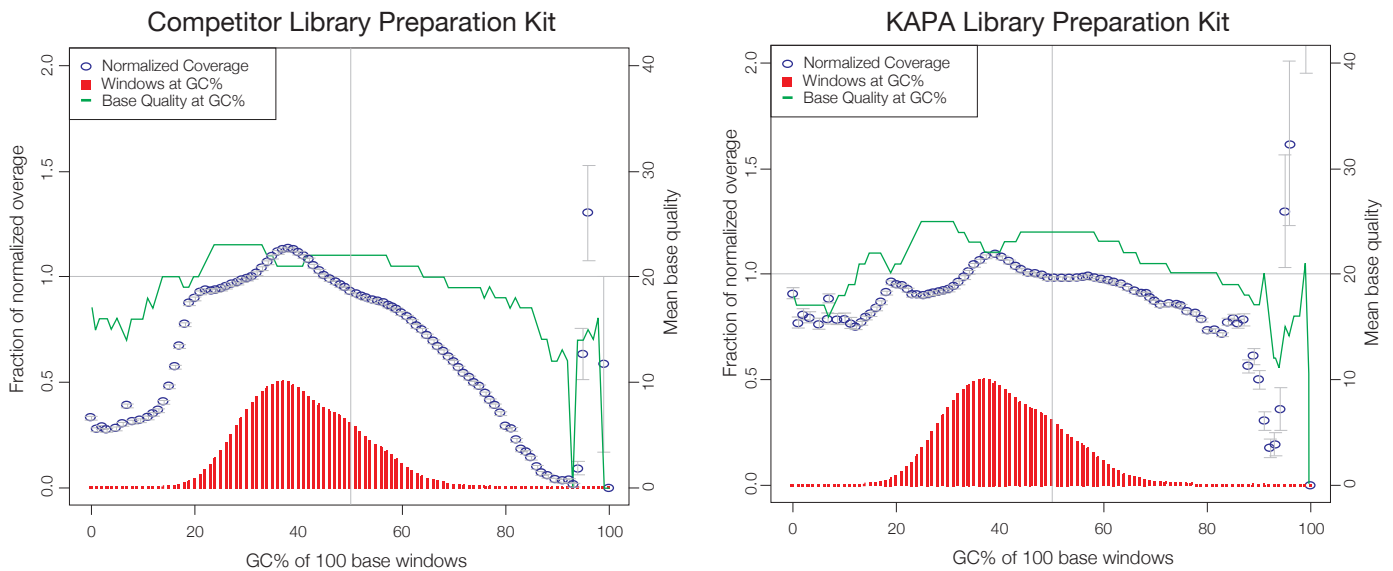 Competitor Library Preparation Kit
Normalized Coverage
Windows at GC%
Base Quality at GC%
Fraction of normalized overage
0.0
0.5
1.0
1.5
2.0
Mean base quality
0
10
20
30
40
0 20 40 60 80 100
GC% of 100 base windows
KAPA Library Preparation Kit
Normalized Coverage
Windows at GC%
Base Quality at GC%
Fraction of normalized overage
0.0
0.5
1.0
1.5
2.0
Mean base quality
0
10
20
30
40
0 20 40 60 80 100
GC% of 100 base windows